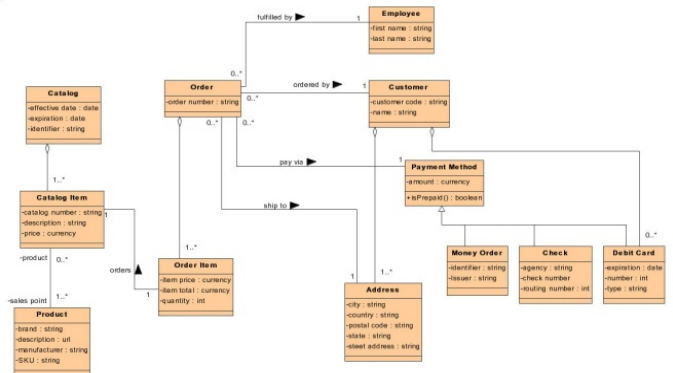 Employee
-first name : string
-last name : string
fulfilled by
1
0..*
Order
-order number : string
ordered by
1
0..*
Customer
-customer code : string
-name : string
Catalog
-effective date : date
-expiration : date
-identifier : string
0..*
0..*
pay via
1
Payment Method
-amount : currency
+isPrepaid() : boolean
1..*
Catalog Item
-catalog number : string
-description : string
-price : currency
1
ship to
-product
0..*
orders
1
1..*
Order Item
-item price : currency
-item total : currency
-quantity : int
1
1..*
0..*
Money Order
-identifier : string
-issuer : string
Check
-agency : string
-check number
-routing number : int
Debit Card
-expiration : date
-number : int
-type : string
Address
-city : string
-country : string
-postal code : string
-state : string
-steet address : string
-sales point
1..*
Product
-brand : string
-description : url
-manufacturer : string
-SKU : string